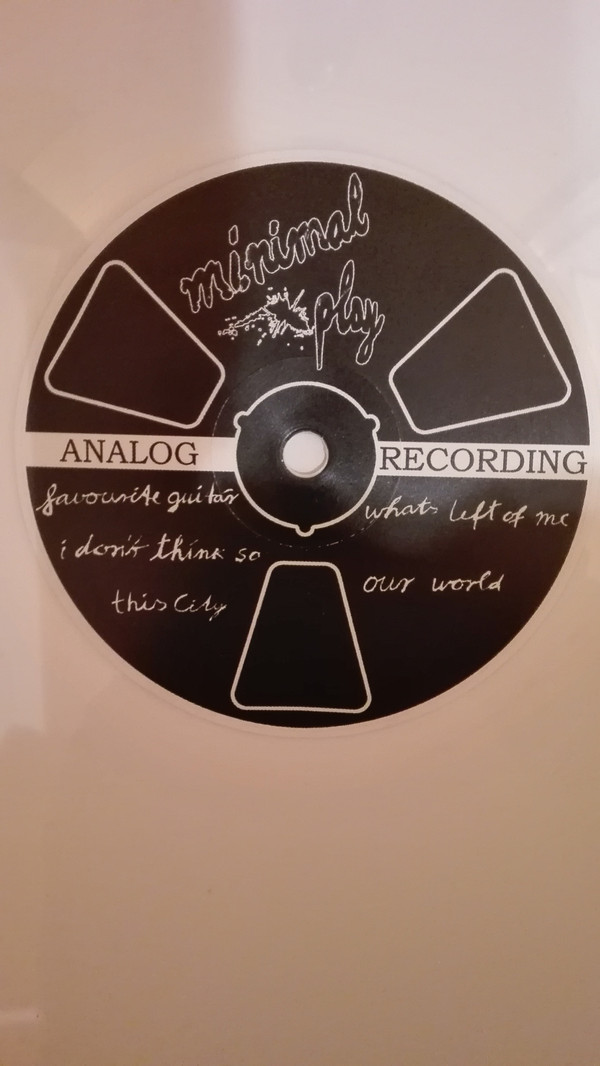 minimal
play
ANALOG RECORDING
favourite guitar
i don't think so
this City
whats left of me
our world